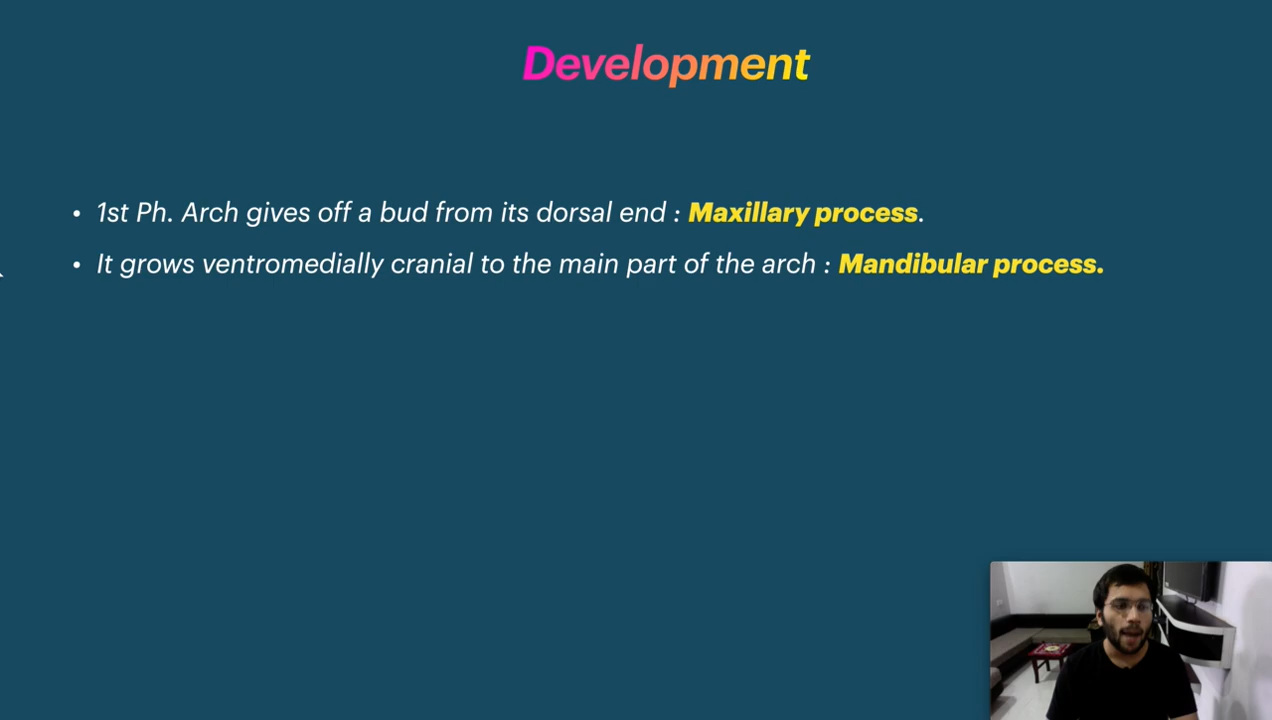 Development
• 1st Ph. Arch gives off a bud from its dorsal end : Maxillary process.
• It grows ventromedially cranial to the main part of the arch : Mandibular process.